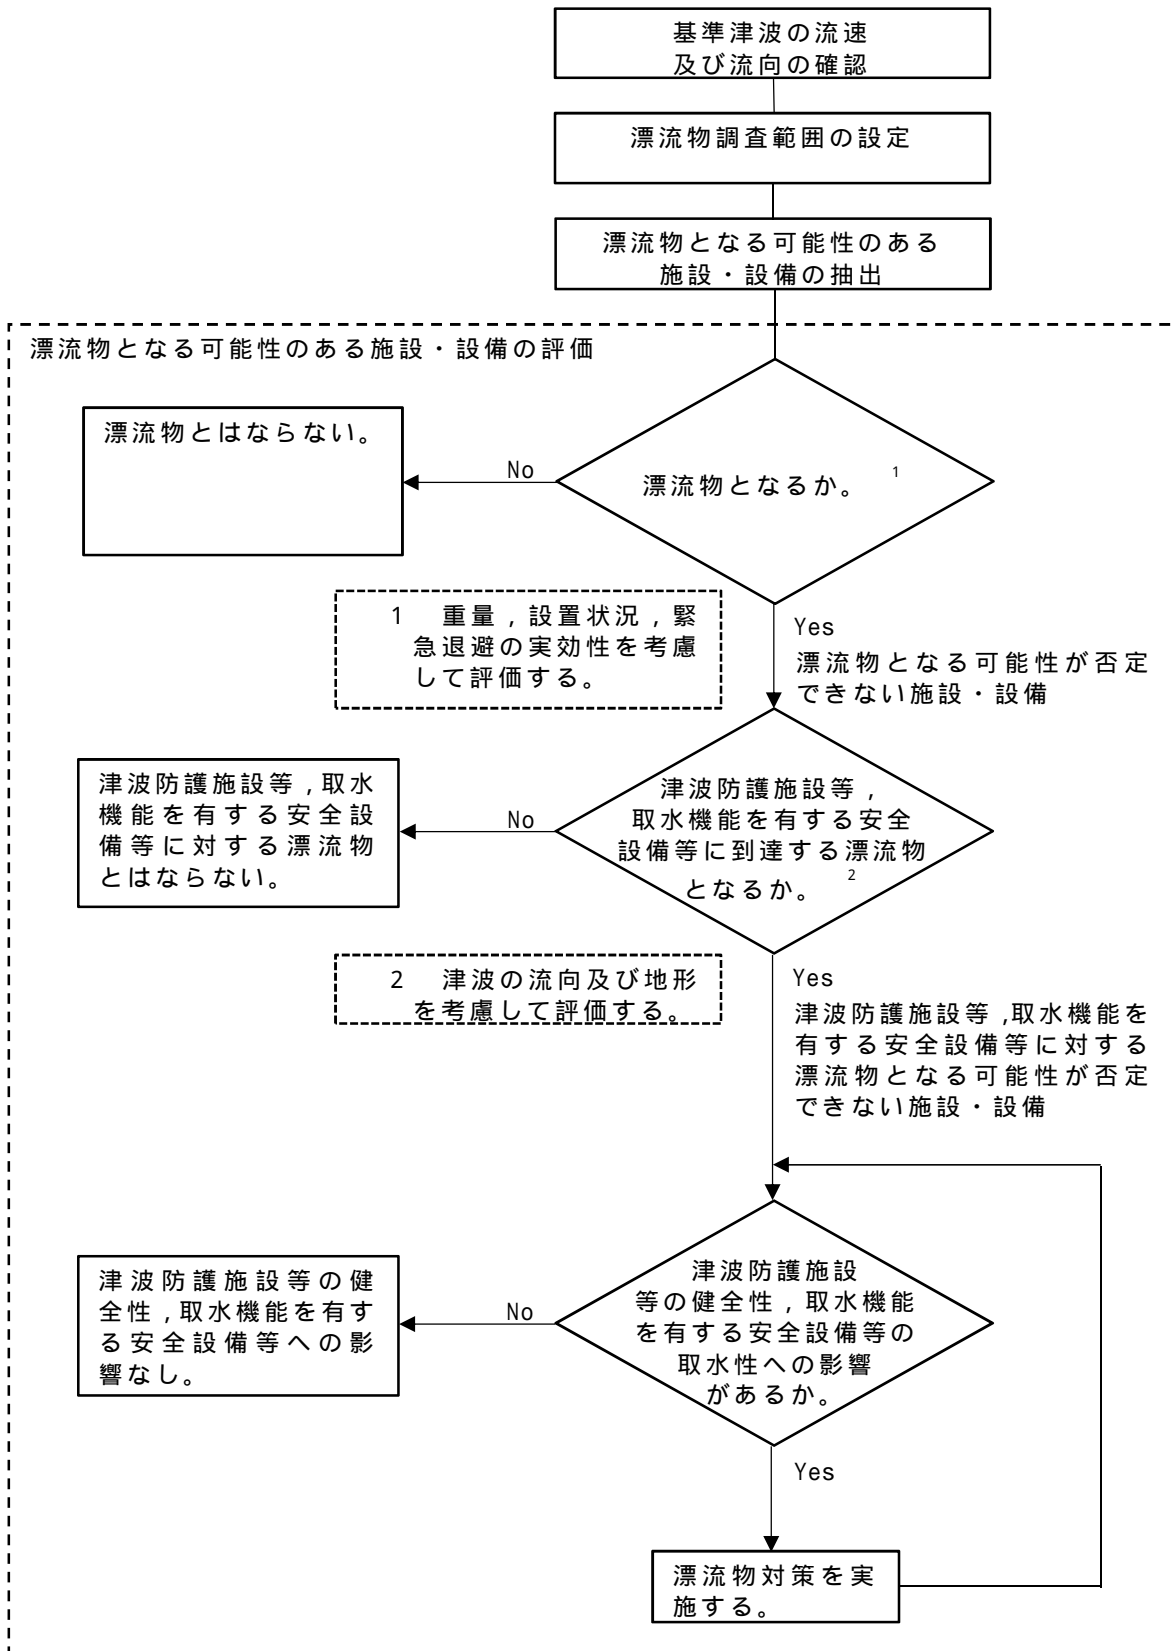 基準津波の流速
及び流向の確認
漂流物調査範囲の設定
漂流物となる可能性のある
施設・設備の抽出
漂流物となる可能性のある施設・設備の評価
漂流物とはならない。
No
漂流物となるか。 1
1 重量，設置状況，緊
急退避の実効性を考慮
して評価する。
Yes
漂流物となる可能性が否定
できない施設・設備
津波防護施設等，取水
機能を有する安全設
備等に対する漂流物
とはならない。
No
津波防護施設等，
取水機能を有する安全
設備等に到達する漂流物
となるか。 2
2 津波の流向及び地形
を考慮して評価する。
Yes
津波防護施設等，取水機能を
有する安全設備等に対する
漂流物となる可能性が否定
できない施設・設備
津波防護施設等の健
全性，取水機能を有す
る安全設備等への影
響なし。
No
津波防護施設
等の健全性，取水機能
を有する安全設備等の
取水性への影響
があるか。
Yes
漂流物対策を実
施する。